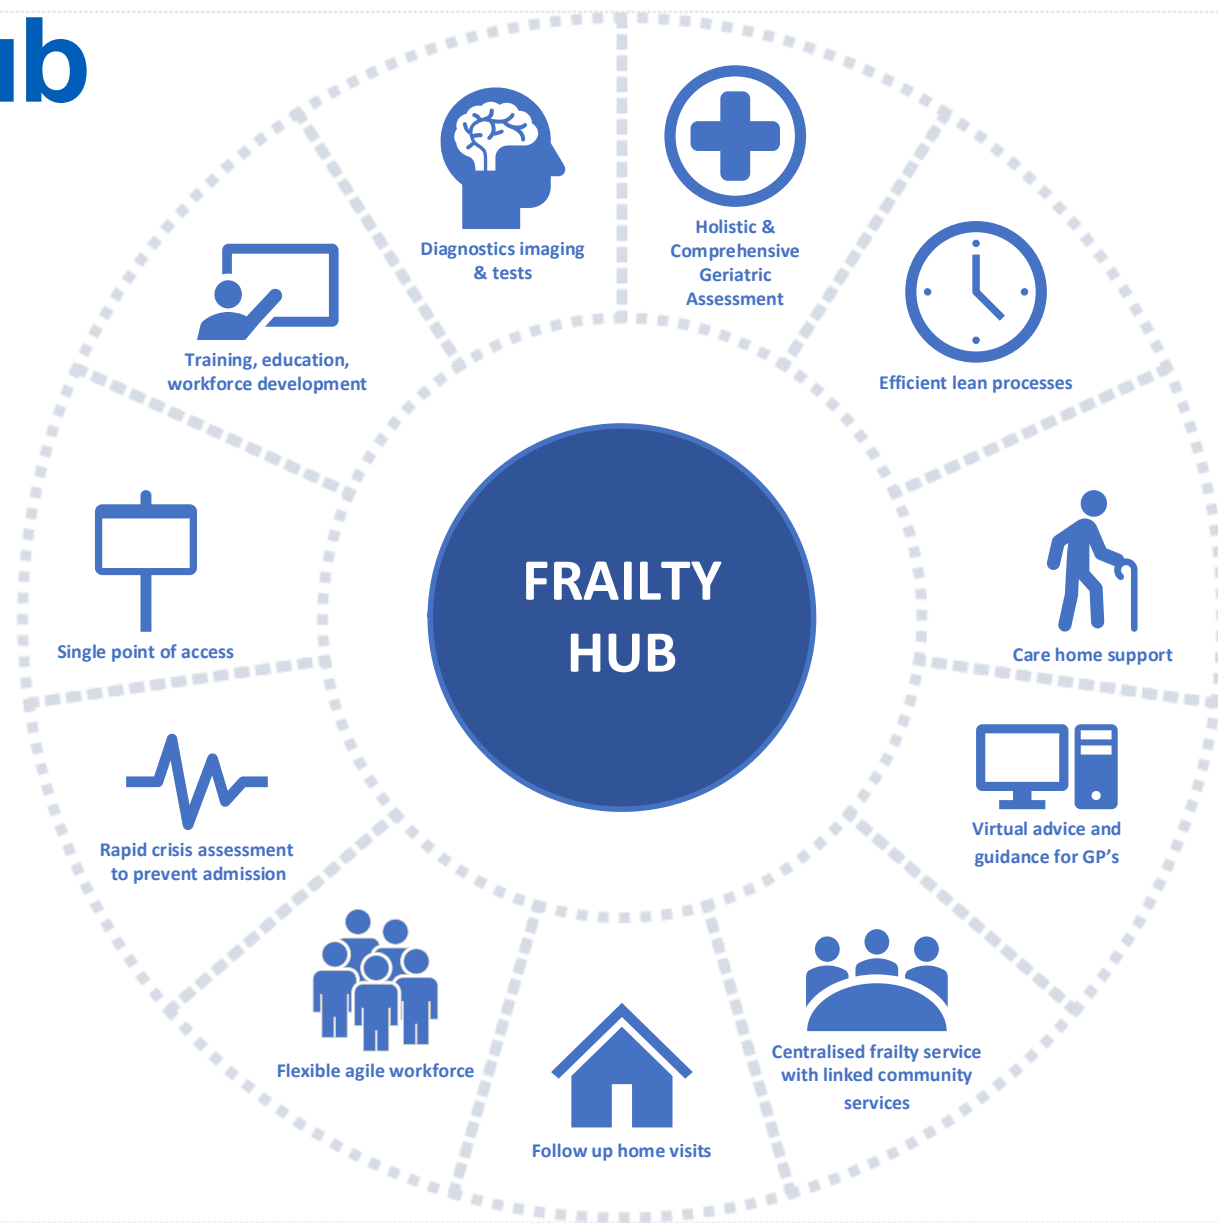 ub
Diagnostics imaging
& tests
Holistic &
Comprehensive
Geriatric
Assessment
Efficient lean processes
Training, education,
workforce development
FRAILTY
HUB
Single point of access
Care home support
Rapid crisis assessment
to prevent admission
Virtual advice and
guidance for GP's
Flexible agile workforce
Centralised frailty service
with linked community
services
Follow up home visits